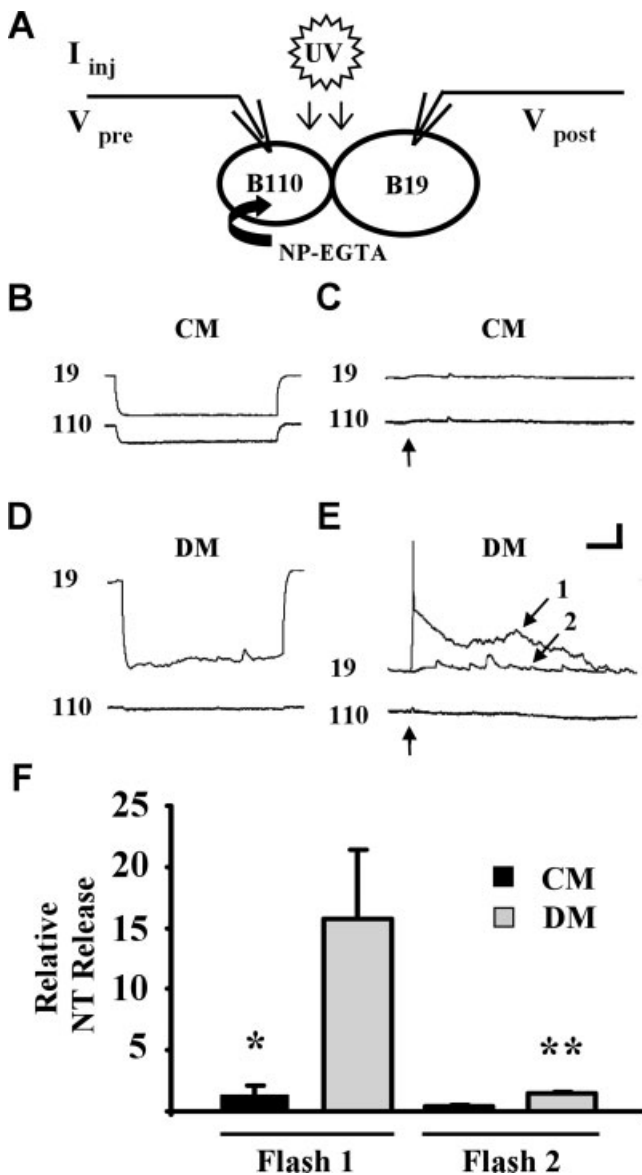 A
I inj
UV
V pre
V post
B110
B19
NP-EGTA
B
CM
19
110
C
CM
19
110
D
DM
19
110
E
DM
1
2
19
110
F
25
20
15
10
5
Relative
NT Release
CM
DM
*
**
Flash 1
Flash 2